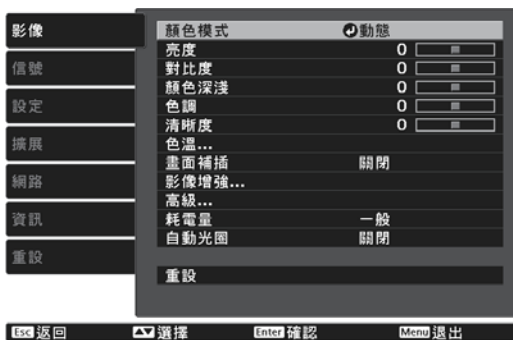 影像
信號
設定
擴展
網路
資訊
重設
顏色模式 動態
亮度 0
對比度 0
顏色深淺 0
色調 0
清晰度 0
色溫...
畫面補插 關閉
影像增強...
高級...
耗電量 一般
自動光圈 關閉
重設
Esc 返回 選擇 Enter 確認 Menu 退出